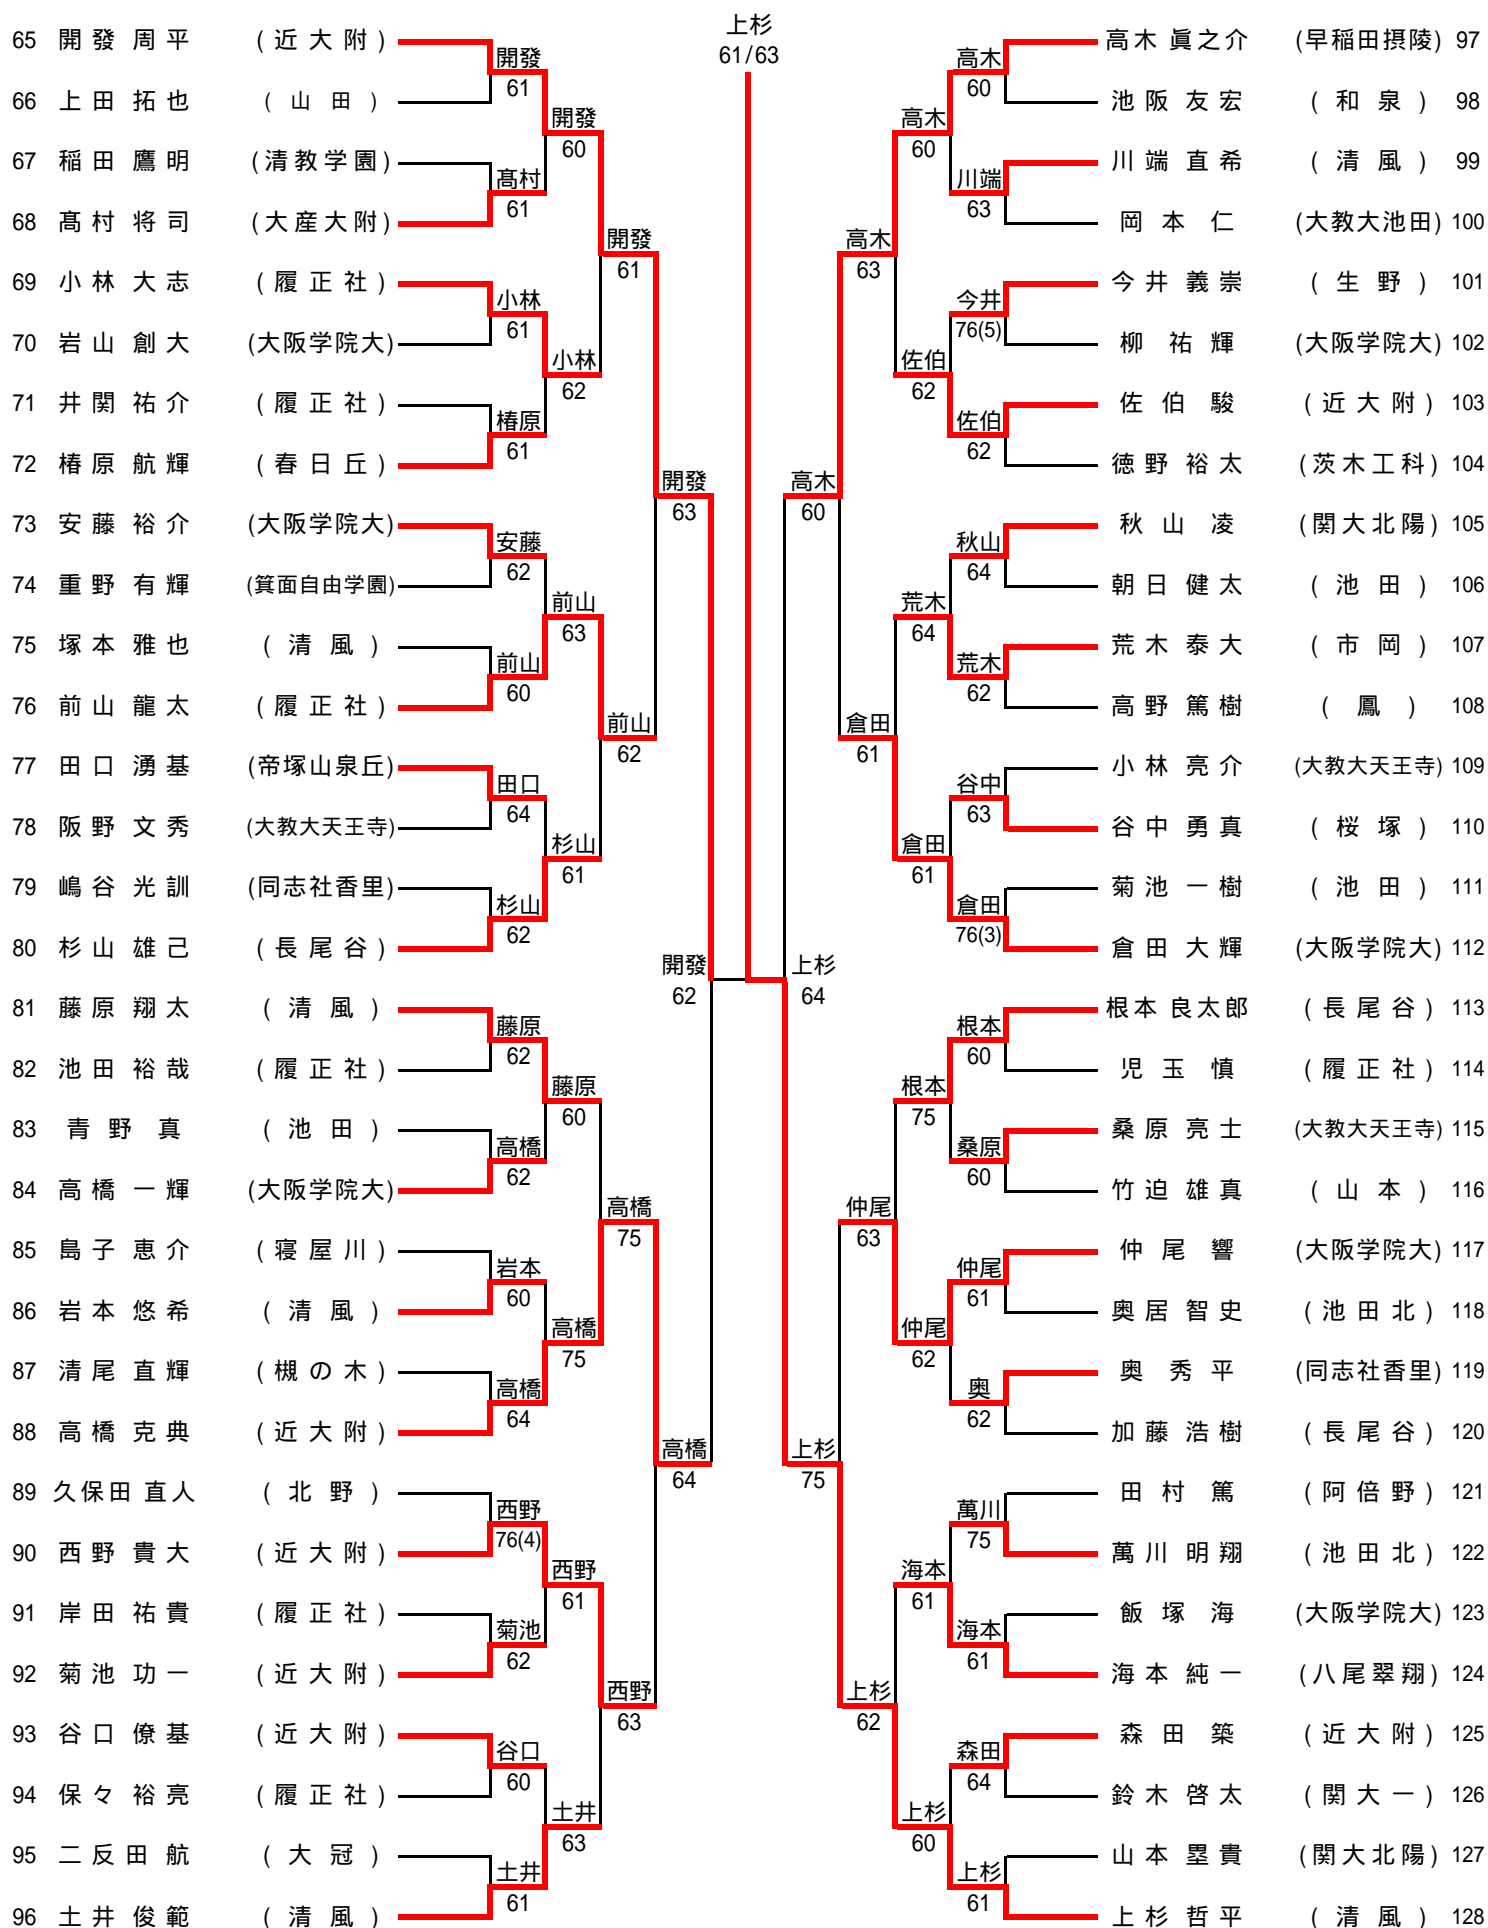 上杉
61/63
65 開發 周平 (近大附)
66 上田 拓也 (山田)
67 稲田 鷹明 (清教学園)
68 髙村 将司 (大産大附)
69 小林 大志 (履正社)
70 岩山 創大 (大阪学院大)
71 井関 祐介 (履正社)
72 椿原 航輝 (春日丘)
73 安藤 裕介 (大阪学院大)
74 重野 有輝 (箕面自由学園)
75 塚本 雅也 (清風)
76 前山 龍太 (履正社)
77 田口 湧基 (帝塚山泉丘)
78 阪野 文秀 (大教大天王寺)
79 嶋谷 光訓 (同志社香里)
80 杉山 雄己 (長尾谷)
81 藤原 翔太 (清風)
82 池田 裕哉 (履正社)
83 青野 真 (池田)
84 高橋 一輝 (大阪学院大)
85 島子 恵介 (寝屋川)
86 岩本 悠希 (清風)
87 清尾 直輝 (槻の木)
88 高橋 克典 (近大附)
89 久保田 直人 (北野)
90 西野 貴大 (近大附)
91 岸田 祐貴 (履正社)
92 菊池 功一 (近大附)
93 谷口 僚基 (近大附)
94 保々 裕亮 (履正社)
95 二反田 航 (大冠)
96 土井 俊範 (清風)
開發
61
髙村
61
小林
61
椿原
61
安藤
62
前山
60
田口
64
杉山
62
藤原
62
高橋
62
岩本
60
高橋
64
西野
76(4)
菊池
62
谷口
60
土井
61
開發
60
小林
62
前山
63
杉山
61
藤原
60
高橋
75
西野
61
土井
63
開發
61
前山
62
高橋
75
西野
63
開發
63
高橋
64
開發
62
上杉
64
高木
60
上杉
75
高木
63
倉田
61
仲尾
63
上杉
62
高木
60
佐伯
62
荒木
64
倉田
61
根本
75
仲尾
62
海本
61
上杉
60
高木
60
川端
63
今井
76(5)
佐伯
62
秋山
64
荒木
62
谷中
63
倉田
76(3)
根本
60
桑原
60
仲尾
61
奥
62
萬川
75
海本
61
森田
64
上杉
61
高木 眞之介 (早稲田摂陵) 97
池阪 友宏 (和泉) 98
川端 直希 (清風) 99
岡本 仁 (大教大池田) 100
今井 義崇 (生野) 101
柳 祐輝 (大阪学院大) 102
佐伯 駿 (近大附) 103
徳野 裕太 (茨木工科) 104
秋山 凌 (関大北陽) 105
朝日 健太 (池田) 106
荒木 泰大 (市岡) 107
高野 篤樹 (鳳) 108
小林 亮介 (大教大天王寺) 109
谷中 勇真 (桜塚) 110
菊池 一樹 (池田) 111
倉田 大輝 (大阪学院大) 112
根本 良太郎 (長尾谷) 113
児玉 慎 (履正社) 114
桑原 亮士 (大教大天王寺) 115
竹迫 雄真 (山本) 116
仲尾 響 (大阪学院大) 117
奥居 智史 (池田北) 118
奥 秀平 (同志社香里) 119
加藤 浩樹 (長尾谷) 120
田村 篤 (阿倍野) 121
萬川 明翔 (池田北) 122
飯塚 海 (大阪学院大) 123
海本 純一 (八尾翠翔) 124
森田 築 (近大附) 125
鈴木 啓太 (関大一) 126
山本 塁貴 (関大北陽) 127
上杉 哲平 (清風) 128